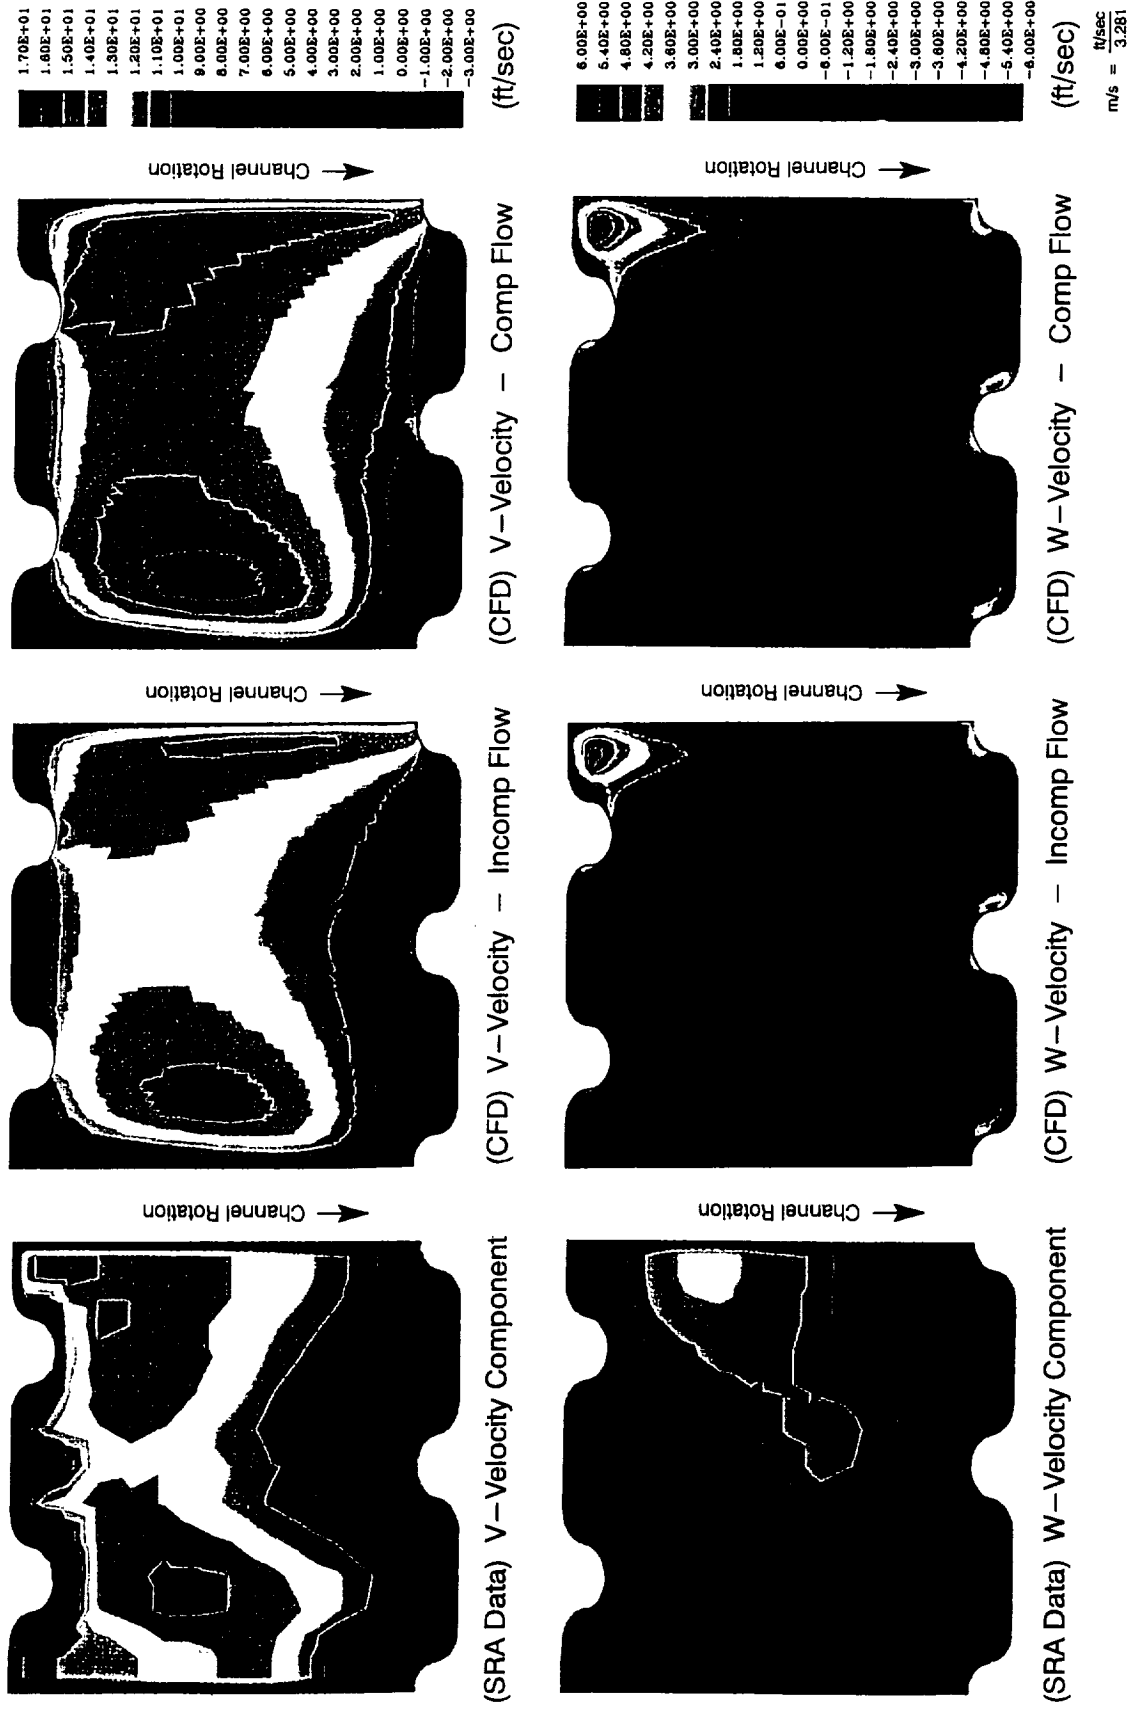 (SRA Data) V–Velocity Component
Channel Rotation
(CFD) V–Velocity – Incomp Flow
Channel Rotation
(CFD) V–Velocity – Comp Flow
Channel Rotation
1.70E+01
1.60E+01
1.50E+01
1.40E+01
1.30E+01
1.20E+01
1.10E+01
1.00E+01
9.00E+00
8.00E+00
7.00E+00
6.00E+00
5.00E+00
4.00E+00
3.00E+00
2.00E+00
1.00E+00
0.00E+00
-1.00E+00
-2.00E+00
-3.00E+00
(ft/sec)
(SRA Data) W–Velocity Component
Channel Rotation
(CFD) W–Velocity – Incomp Flow
Channel Rotation
(CFD) W–Velocity – Comp Flow
Channel Rotation
6.00E+00
5.40E+00
4.80E+00
4.20E+00
3.60E+00
3.00E+00
2.40E+00
1.80E+00
1.20E+00
6.00E-01
0.00E+00
-6.00E-01
-1.20E+00
-1.80E+00
-2.40E+00
-3.00E+00
-3.60E+00
-4.20E+00
-4.80E+00
-5.40E+00
-6.00E+00
(ft/sec)
m/s = ft/sec
3.281